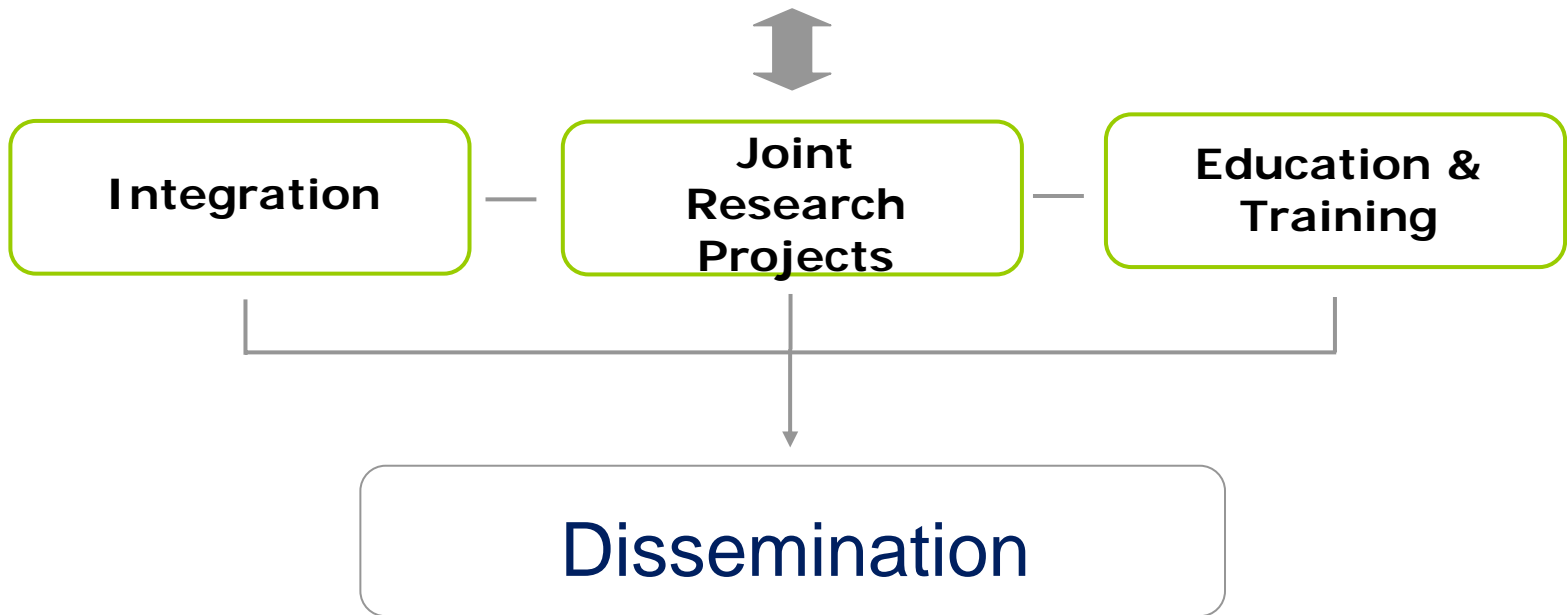 Integration
Joint
Research
Projects
Education &
Training
Dissemination